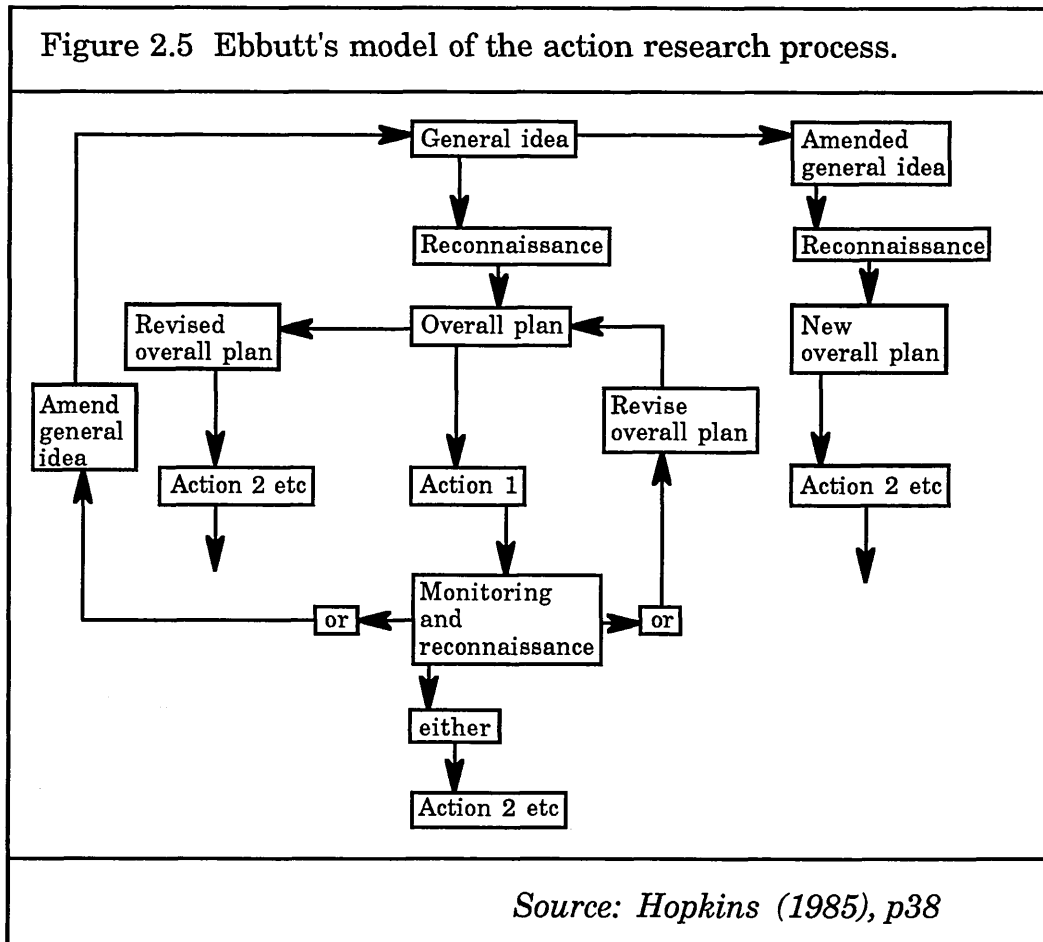 Figure 2.5 Ebbutt's model of the action research process.
General idea
Amended
general idea
Reconnaissance
Reconnaissance
Revised
overall plan
Overall plan
New
overall plan
Amend
general
idea
Revise
overall plan
Action 2 etc
Action 1
Action 2 etc
Monitoring
and
reconnaissance
or
or
either
Action 2 etc
Source: Hopkins (1985), p38